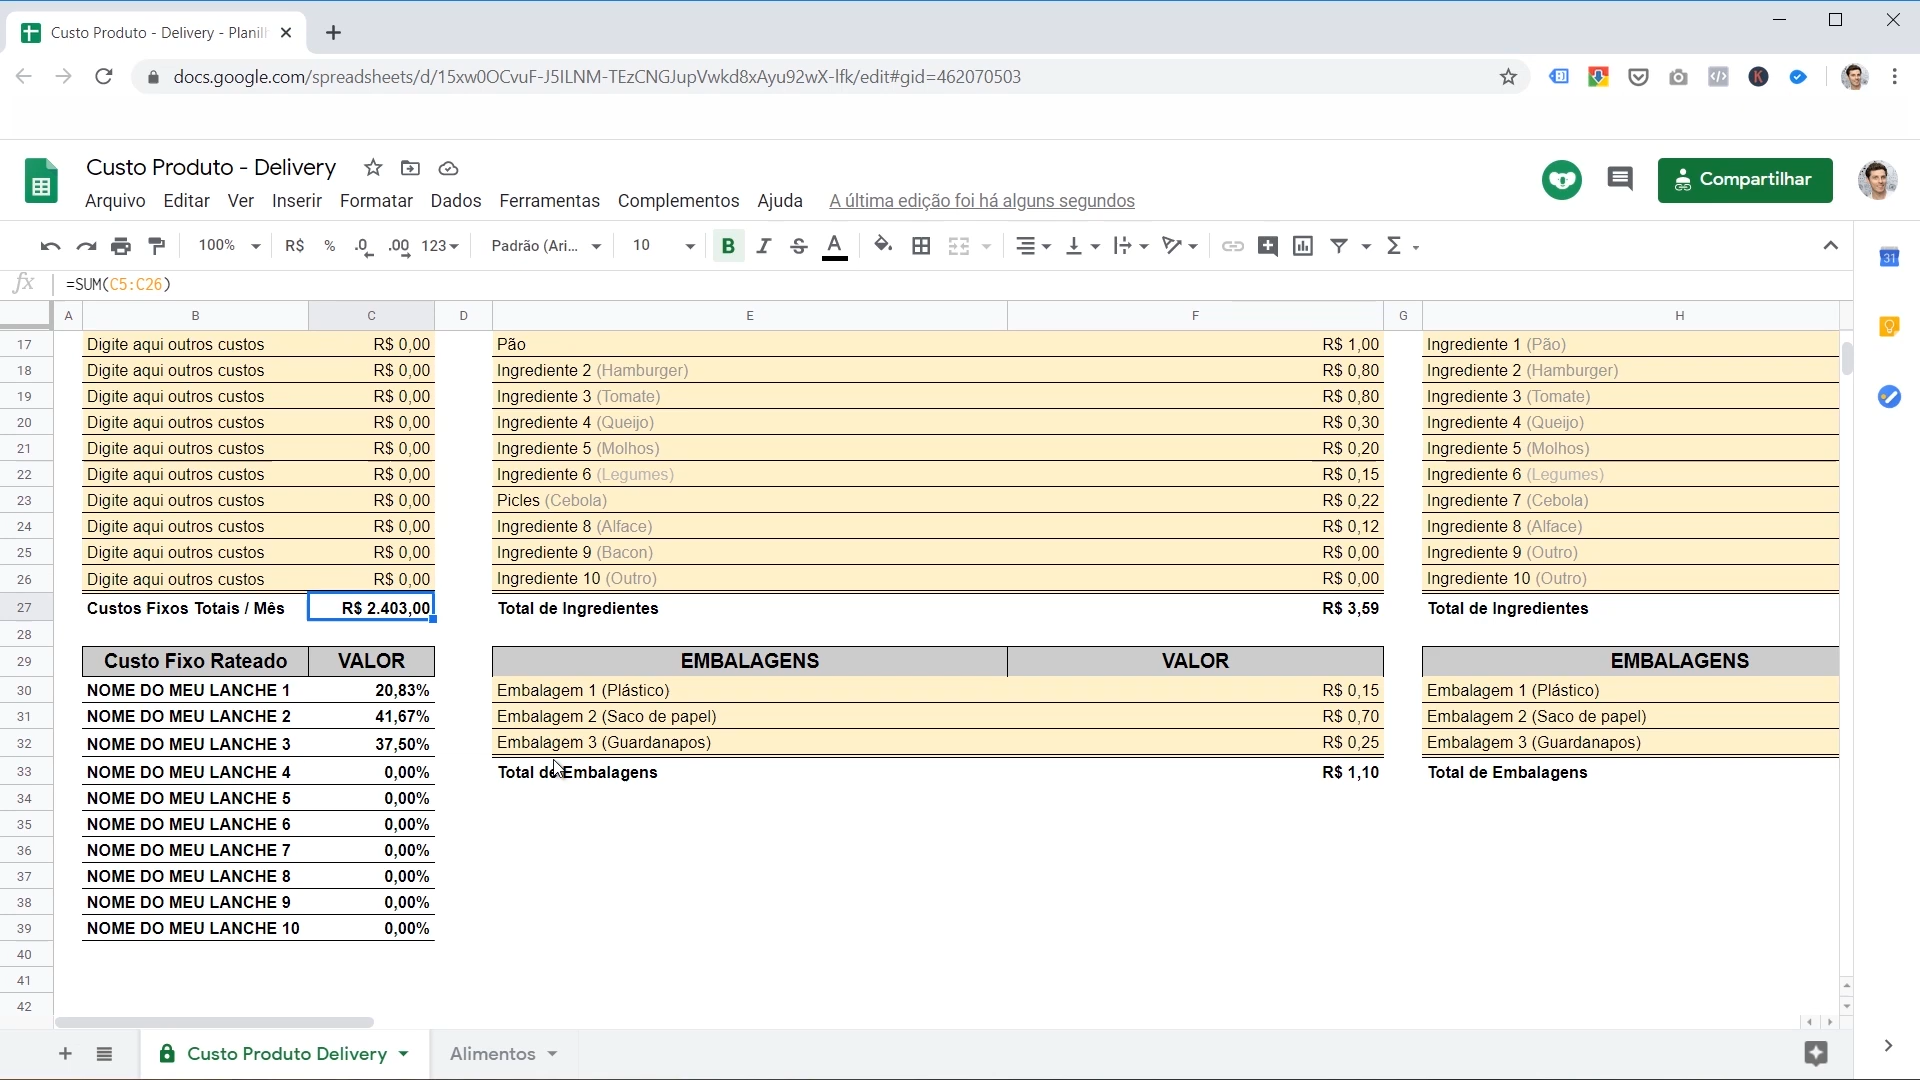 Custo Produto - Delivery - Planil
docs.google.com/spreadsheets/d/15xw0OCvuF-J5ILNM-TEzCNGJupVwkd8xAyu92wX-lfk/edit#gid=462070503
Custo Produto - Delivery
Compartilhar
Arquivo Editar Ver Inserir Formatar Dados Ferramentas Complementos Ajuda A última edição foi há alguns segundos
100% R$ % .0 .00 123 Padrão (Ari... 10 B I S A Σ
31
fx =SUM(C5:C26)
A B C D E F G H
17 Digite aqui outros custos R$ 0,00 Pão R$ 1,00 Ingrediente 1 (Pão)
18 Digite aqui outros custos R$ 0,00 Ingrediente 2 (Hamburger) R$ 0,80 Ingrediente 2 (Hamburger)
19 Digite aqui outros custos R$ 0,00 Ingrediente 3 (Tomate) R$ 0,80 Ingrediente 3 (Tomate)
20 Digite aqui outros custos R$ 0,00 Ingrediente 4 (Queijo) R$ 0,30 Ingrediente 4 (Queijo)
21 Digite aqui outros custos R$ 0,00 Ingrediente 5 (Molhos) R$ 0,20 Ingrediente 5 (Molhos)
22 Digite aqui outros custos R$ 0,00 Ingrediente 6 (Legumes) R$ 0,15 Ingrediente 6 (Legumes)
23 Digite aqui outros custos R$ 0,00 Picles (Cebola) R$ 0,22 Ingrediente 7 (Cebola)
24 Digite aqui outros custos R$ 0,00 Ingrediente 8 (Alface) R$ 0,12 Ingrediente 8 (Alface)
25 Digite aqui outros custos R$ 0,00 Ingrediente 9 (Bacon) R$ 0,00 Ingrediente 9 (Outro)
26 Digite aqui outros custos R$ 0,00 Ingrediente 10 (Outro) R$ 0,00 Ingrediente 10 (Outro)
27 Custos Fixos Totais / Mês R$ 2.403,00 Total de Ingredientes R$ 3,59 Total de Ingredientes
28
29 Custo Fixo Rateado VALOR EMBALAGENS VALOR EMBALAGENS
30 NOME DO MEU LANCHE 1 20,83% Embalagem 1 (Plástico) R$ 0,15 Embalagem 1 (Plástico)
31 NOME DO MEU LANCHE 2 41,67% Embalagem 2 (Saco de papel) R$ 0,70 Embalagem 2 (Saco de papel)
32 NOME DO MEU LANCHE 3 37,50% Embalagem 3 (Guardanapos) R$ 0,25 Embalagem 3 (Guardanapos)
33 NOME DO MEU LANCHE 4 0,00% Total de Embalagens R$ 1,10 Total de Embalagens
34 NOME DO MEU LANCHE 5 0,00%
35 NOME DO MEU LANCHE 6 0,00%
36 NOME DO MEU LANCHE 7 0,00%
37 NOME DO MEU LANCHE 8 0,00%
38 NOME DO MEU LANCHE 9 0,00%
39 NOME DO MEU LANCHE 10 0,00%
40
41
42
Custo Produto Delivery Alimentos